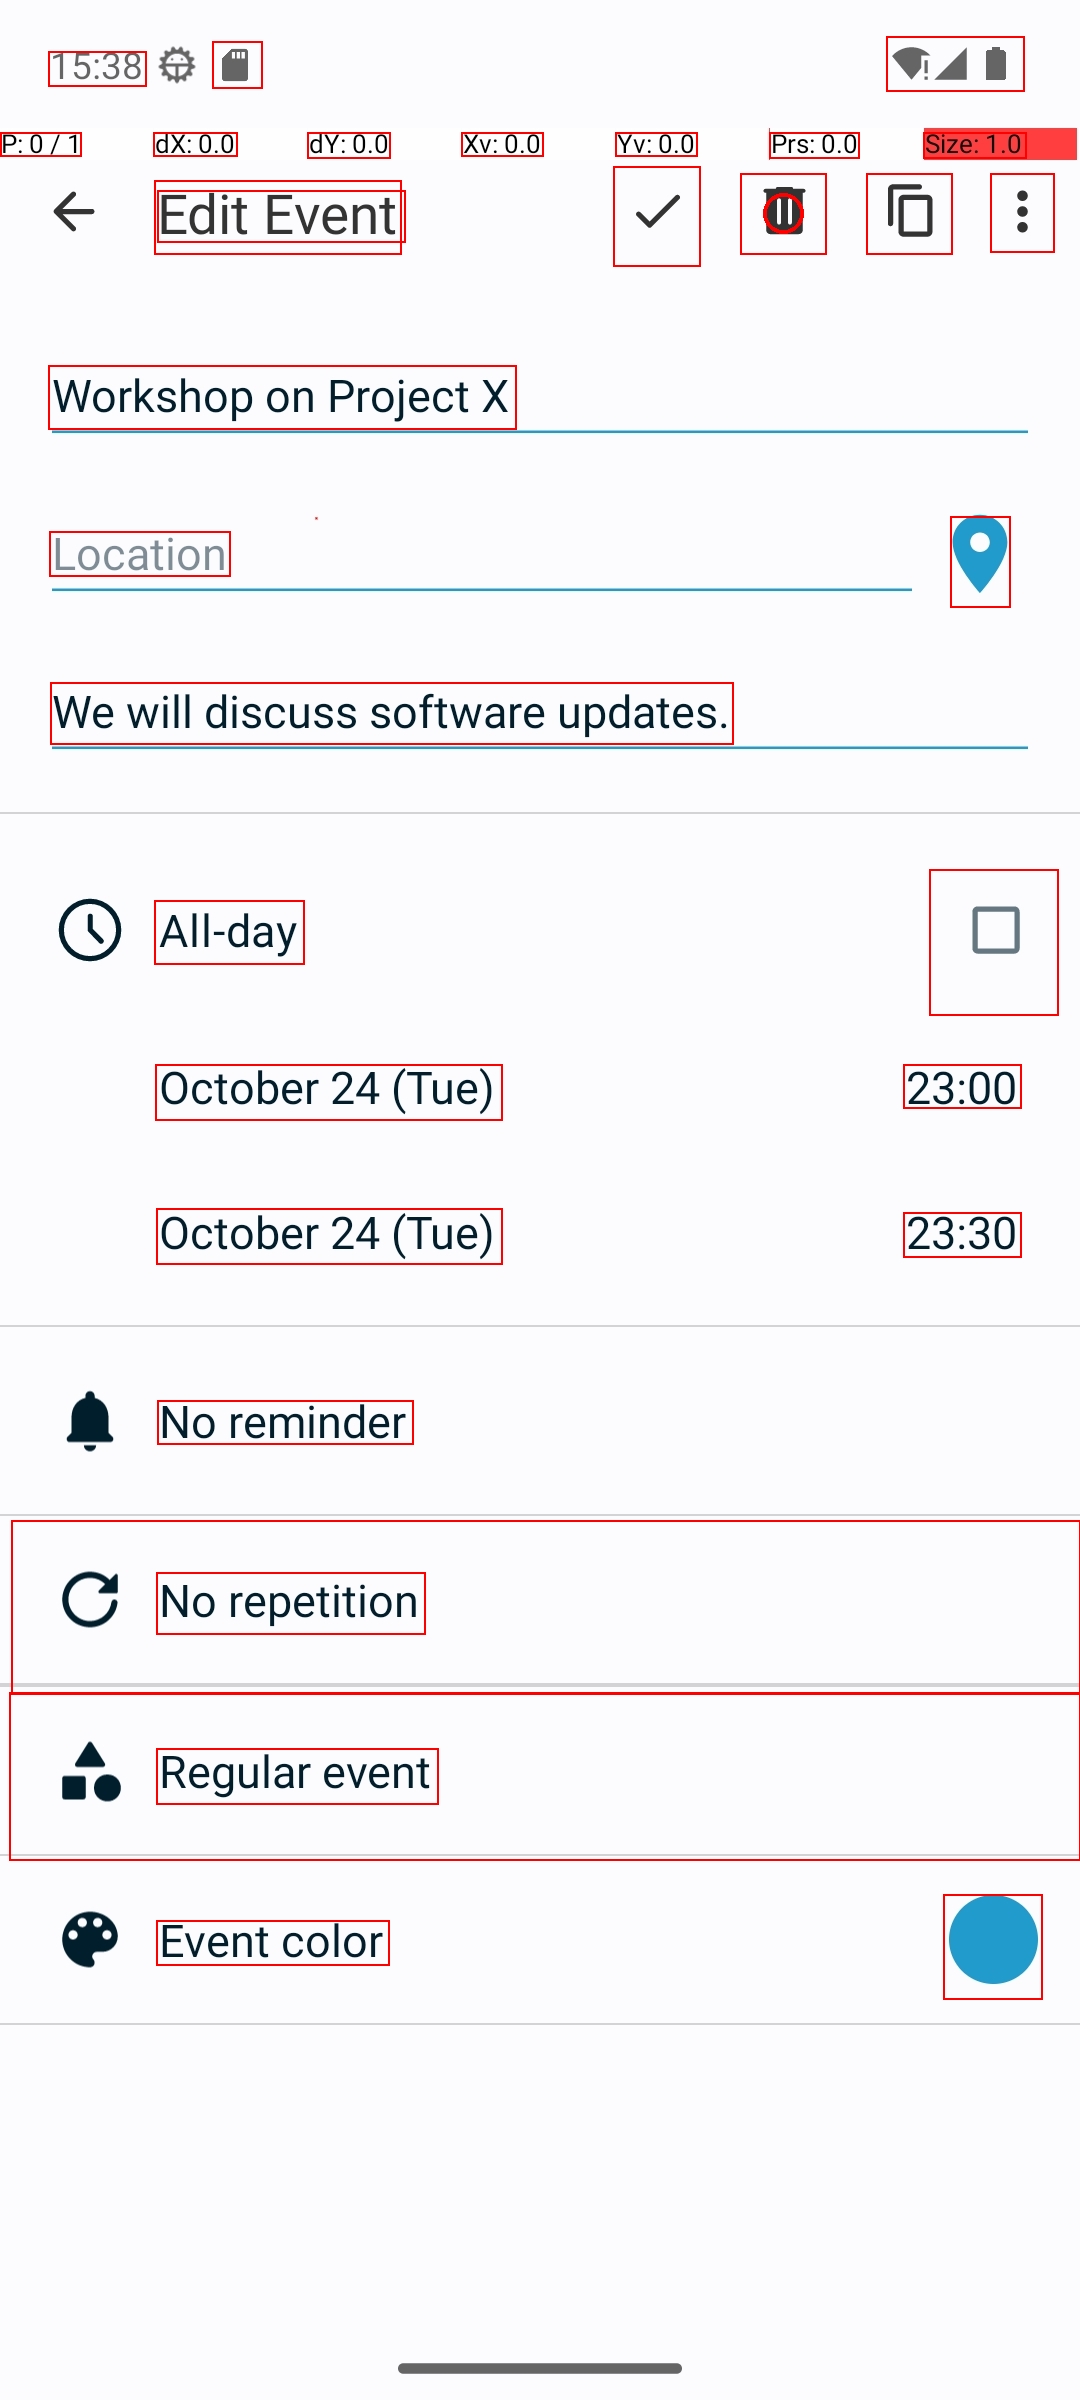 15:38
P: 0 / 1 dX: 0.0 dY: 0.0 Xv: 0.0 Yv: 0.0 Prs: 0.0 Size: 1.0
Edit Event
Workshop on Project X
Location
We will discuss software updates.
All-day
October 24 (Tue) 23:00
October 24 (Tue) 23:30
No reminder
No repetition
Regular event
Event color